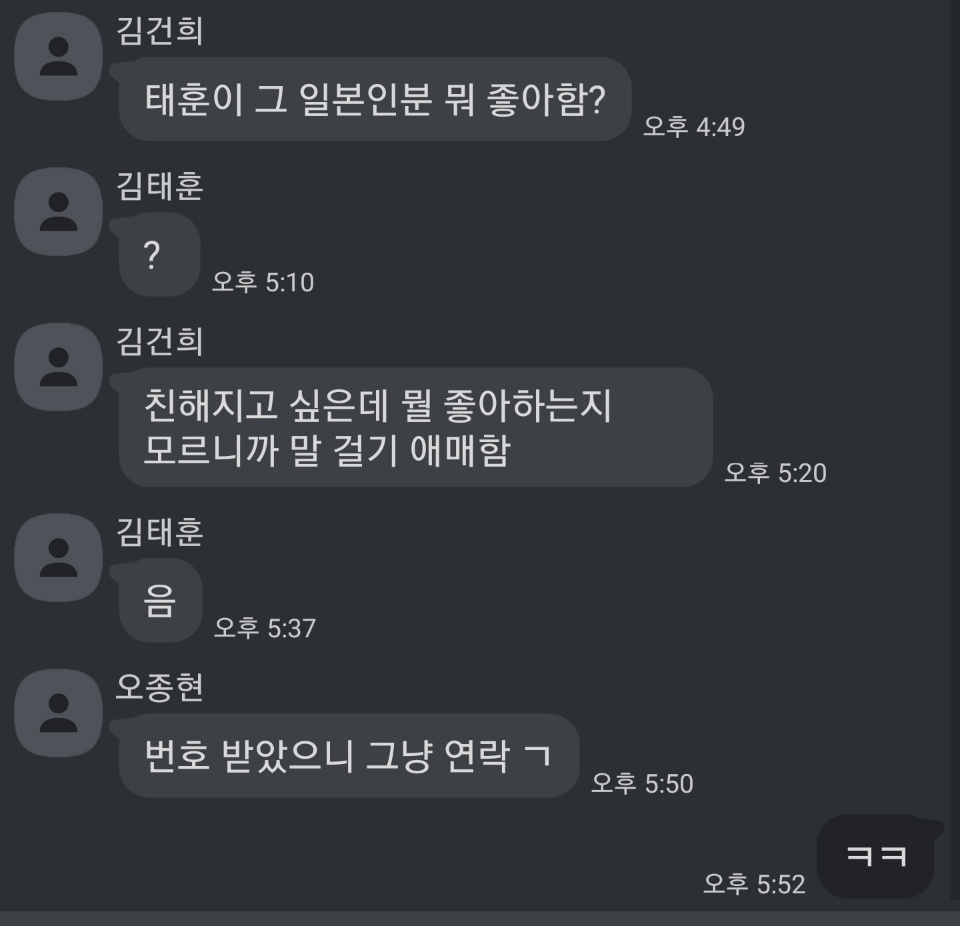 김건희
태훈이 그 일본인분 뭐 좋아함?
오후 4:49
김태훈
?
오후 5:10
김건희
친해지고 싶은데 뭘 좋아하는지
모르니까 말 걸기 애매함
오후 5:20
김태훈
음
오후 5:37
오종현
번호 받았으니 그냥 연락 ㄱ
오후 5:50
ㅋㅋ
오후 5:52